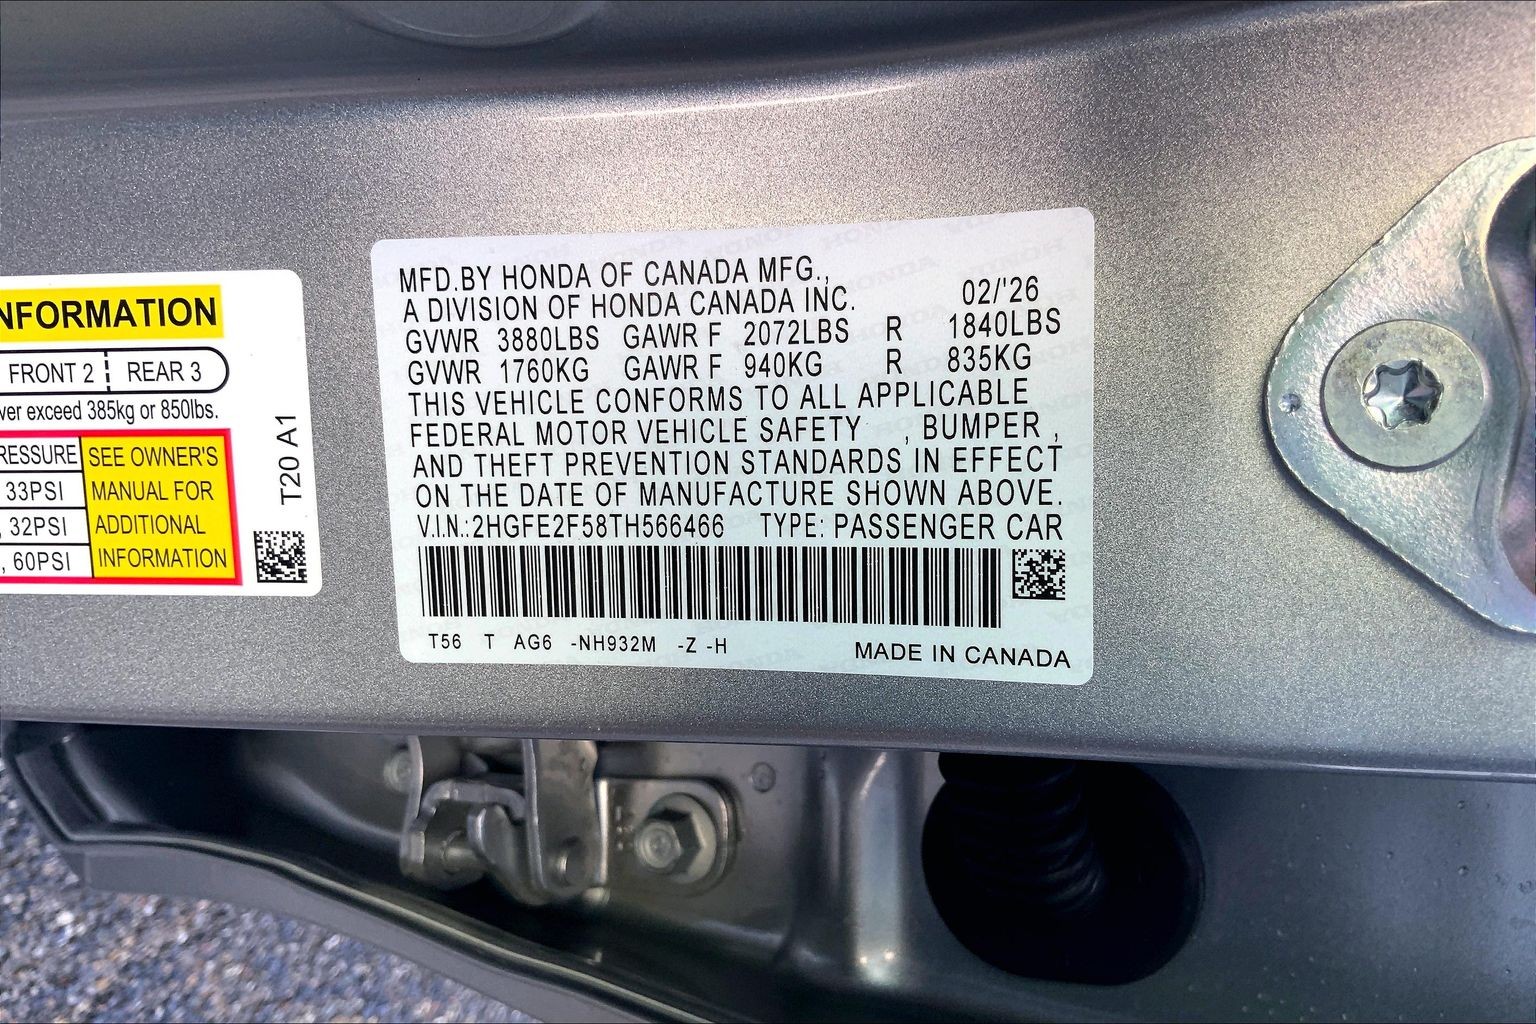 NFORMATION
FRONT 2 REAR 3
ver exceed 385kg or 850lbs.
RESSURE SEE OWNER'S
33PSI MANUAL FOR
, 32PSI ADDITIONAL
, 60PSI INFORMATION
T20 A1
MFD.BY HONDA OF CANADA MFG.,
A DIVISION OF HONDA CANADA INC. 02/'26
GVWR 3880LBS GAWR F 2072LBS R 1840LBS
GVWR 1760KG GAWR F 940KG R 835KG
THIS VEHICLE CONFORMS TO ALL APPLICABLE
FEDERAL MOTOR VEHICLE SAFETY , BUMPER ,
AND THEFT PREVENTION STANDARDS IN EFFECT
ON THE DATE OF MANUFACTURE SHOWN ABOVE.
V.I.N.:2HGFE2F58TH566466 TYPE: PASSENGER CAR
T56 T AG6 -NH932M -Z -H MADE IN CANADA